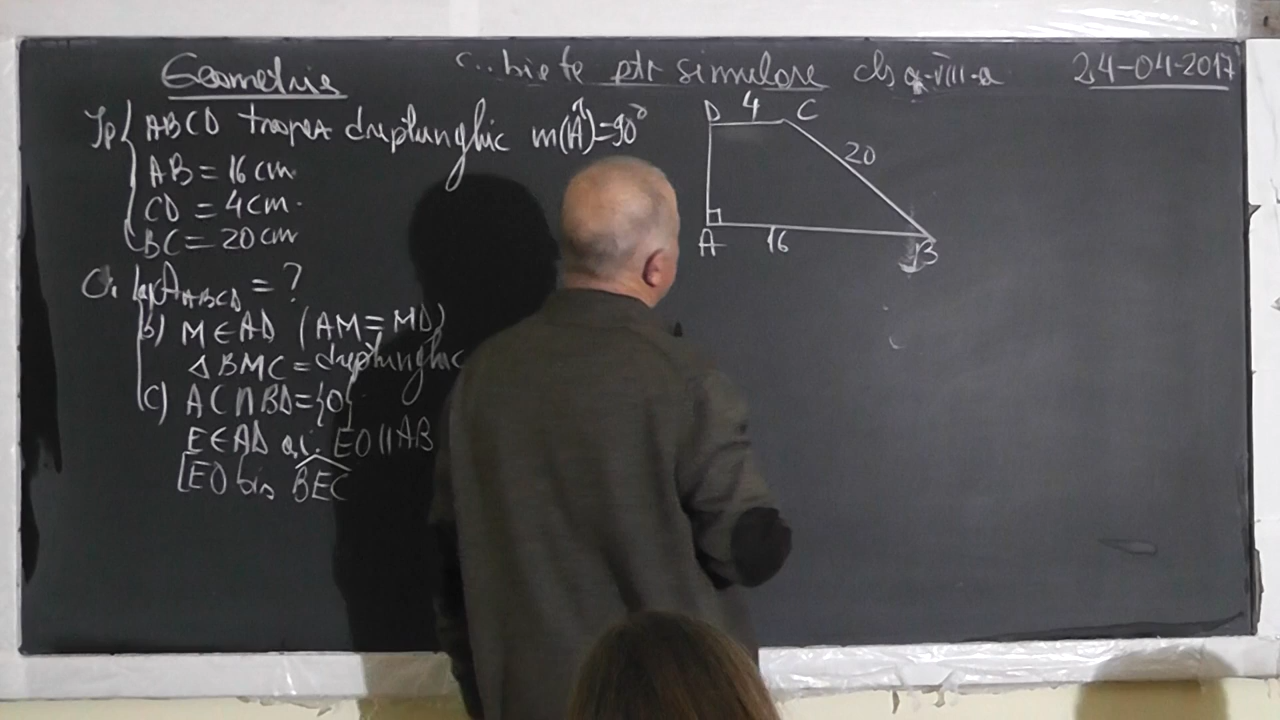 Geometrie
biete ptr simulare cls a-VIII-a
24-04-2017
Ip ABCD trapez dreptunghic m(Â)=90°
AB = 16 cm
CD = 4 cm.
BC = 20 cm
C. a) A ABCD = ?
b) M∈AD (AM=MD)
△BMC = dreptunghic
c) AC∩BD={O}
E∈AD a.î. EO||AB
[EO bis BEC
D 4 C
20
A 16 B